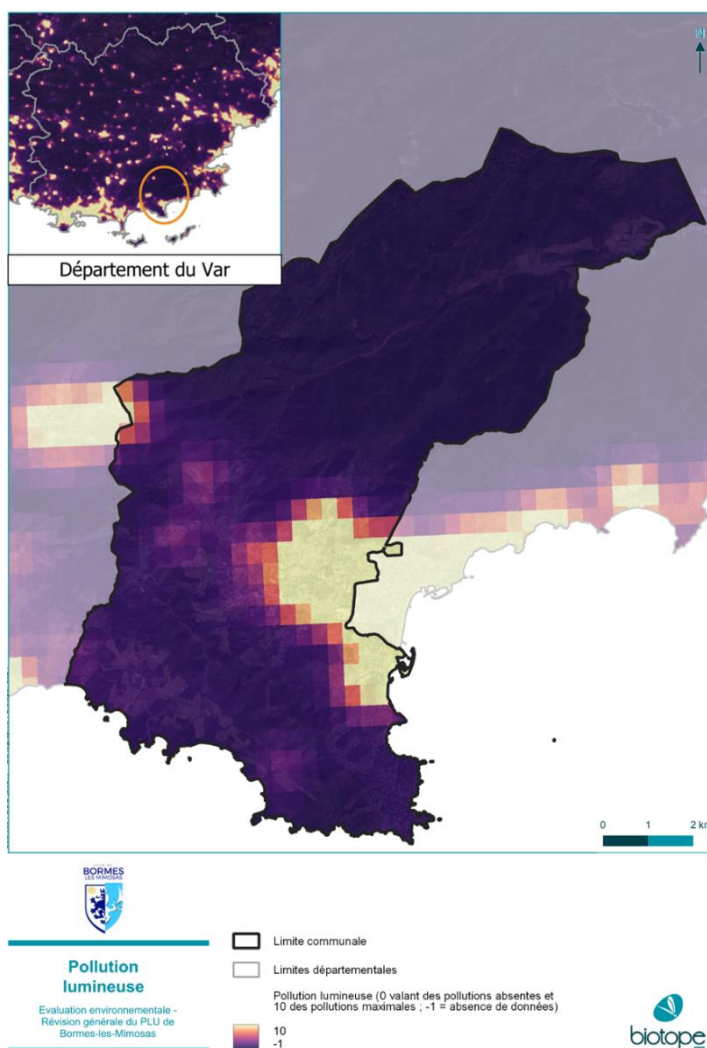 Département du Var
N
0 1 2 km
BORMES
LES MIMOSAS
Pollution
lumineuse
Evaluation environnementale -
Révision générale du PLU de
Bormes-les-Mimosas
Limite communale
Limites départementales
Pollution lumineuse (0 valant des pollutions absentes et
10 des pollutions maximales ; -1 = absence de données)
10
-1
biotope